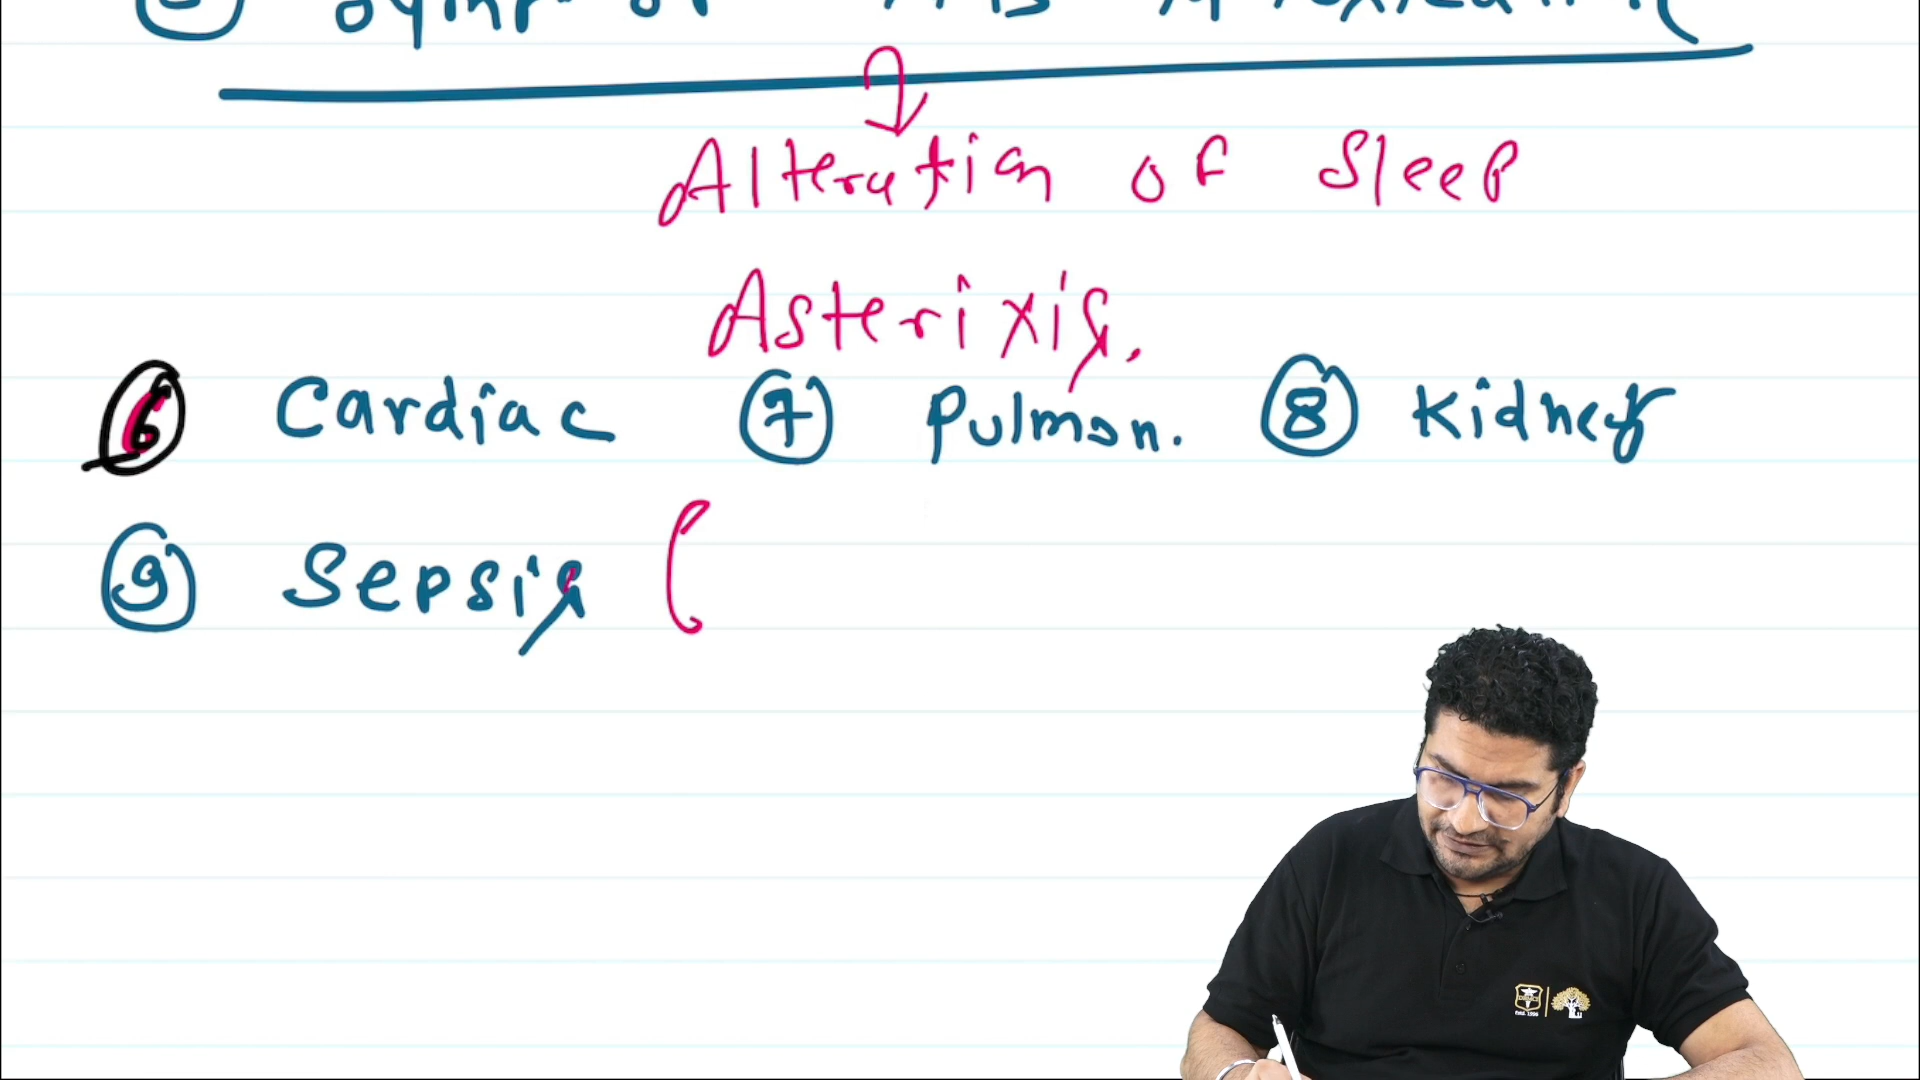 Alteration of Sleep
Asterixis.
6 Cardiac 7 Pulmon. 8 Kidney
9 Sepsis (